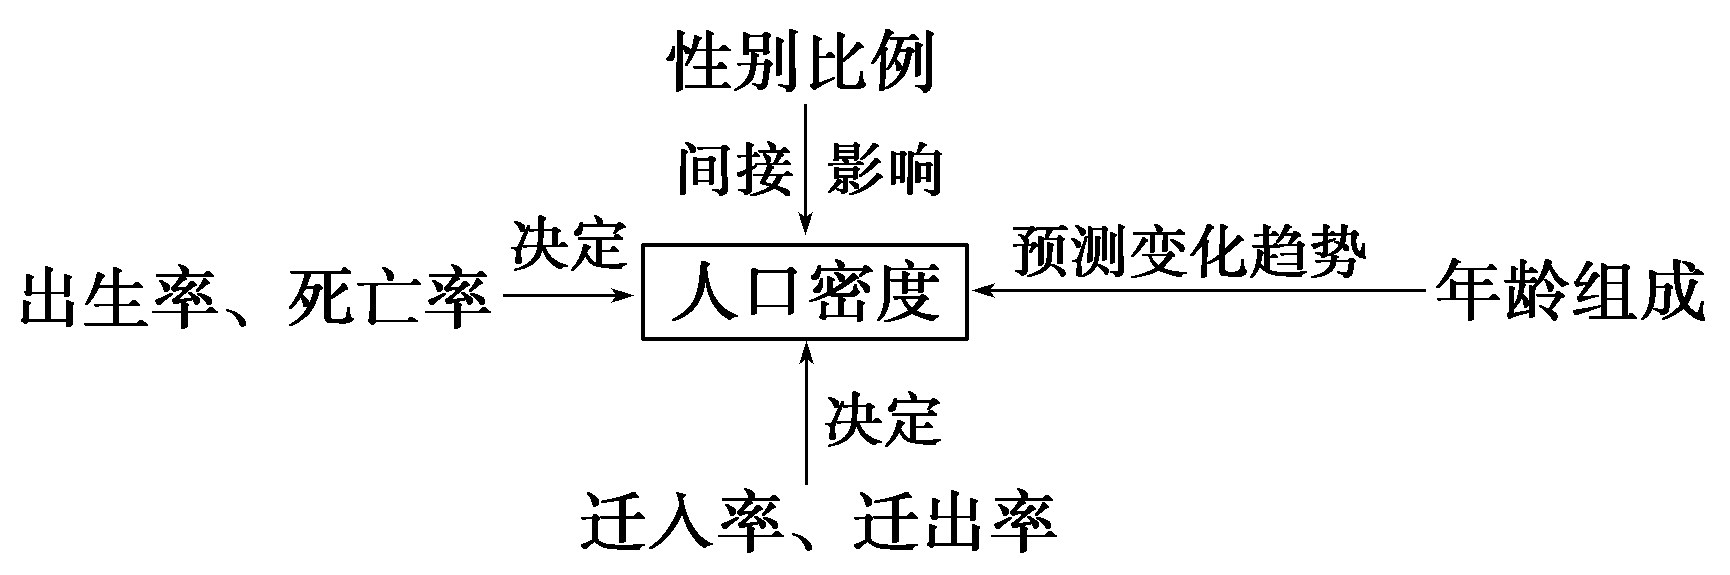 性别比例
间接 影响
决定
预测变化趋势
出生率、死亡率
人口密度
年龄组成
决定
迁入率、迁出率